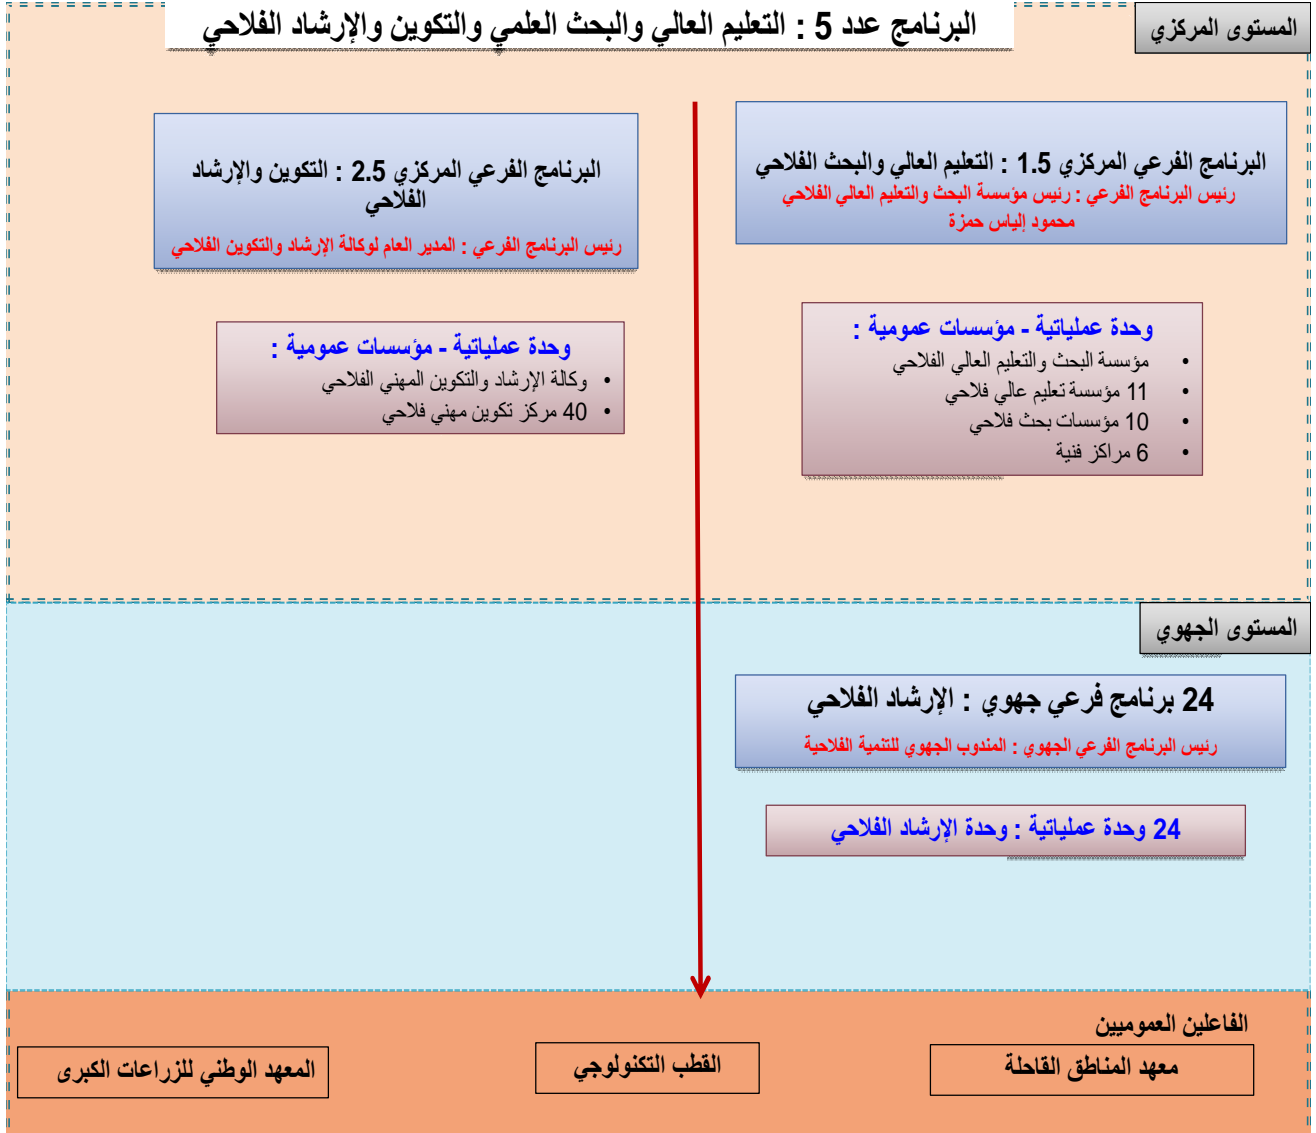 المستوى المركزي
البرنامج عدد 5 : التعليم العالي والبحث العلمي والتكوين والإرشاد الفلاحي
البرنامج الفرعي المركزي 1.5 : التعليم العالي والبحث الفلاحي
رئيس البرنامج الفرعي : رئيس مؤسسة البحث والتعليم العالي الفلاحي
محمود إلياس حمزة
البرنامج الفرعي المركزي 2.5 : التكوين والإرشاد
الفلاحي
رئيس البرنامج الفرعي : المدير العام لوكالة الإرشاد والتكوين الفلاحي
وحدة عملياتية - مؤسسات عمومية :
• مؤسسة البحث والتعليم العالي الفلاحي
• 11 مؤسسة تعليم عالي فلاحي
• 10 مؤسسات بحث فلاحي
• 6 مراكز فنية
وحدة عملياتية - مؤسسات عمومية :
• وكالة الإرشاد والتكوين المهني الفلاحي
• 40 مركز تكوين مهني فلاحي
المستوى الجهوي
24 برنامج فرعي جهوي : الإرشاد الفلاحي
رئيس البرنامج الفرعي الجهوي : المندوب الجهوي للتنمية الفلاحية
24 وحدة عملياتية : وحدة الإرشاد الفلاحي
الفاعلين العموميين
معهد المناطق القاحلة
القطب التكنولوجي
المعهد الوطني للزراعات الكبرى